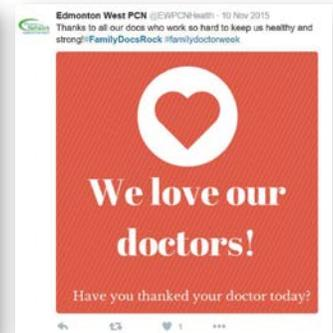 Edmonton West PCN @EWPCNHealth · 10 Nov 2015
Thanks to all our docs who work so hard to keep us healthy and
strong!#FamilyDocsRock #familydoctorweek
We love our
doctors!
Have you thanked your doctor today?
1